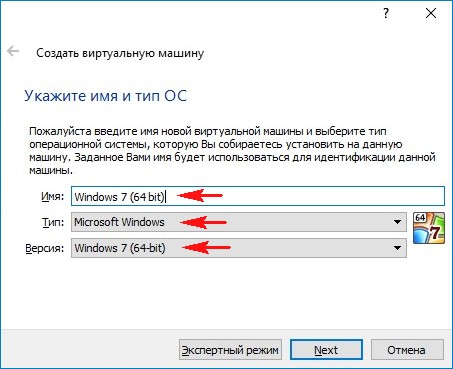 ?
Создать виртуальную машину
Укажите имя и тип ОС
Пожалуйста введите имя новой виртуальной машины и выберите тип
операционной системы, которую Вы собираетесь установить на данную
машину. Заданное Вами имя будет использоваться для идентификации данной
машины.
Имя: Windows 7 (64 bit)
Тип: Microsoft Windows
64
7
Версия: Windows 7 (64-bit)
Экспертный режим Next Отмена